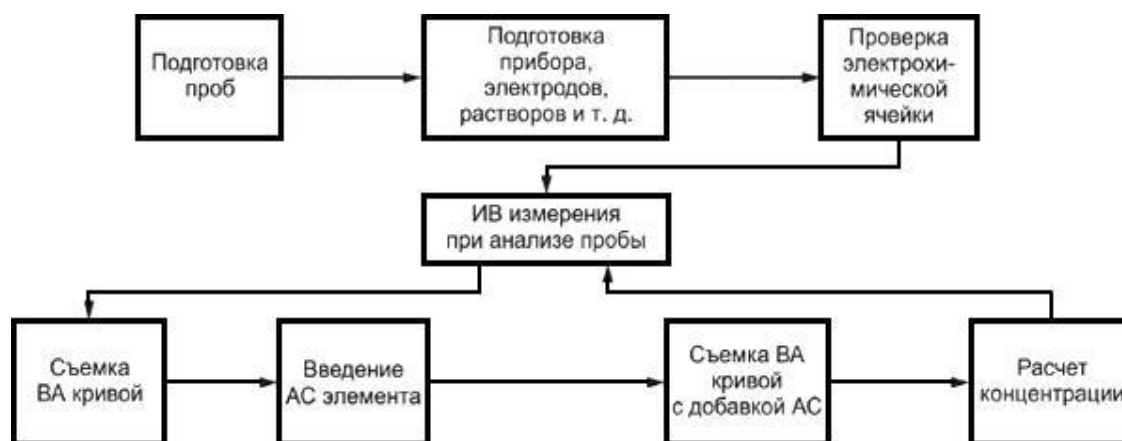 Подготовка
проб
Подготовка
прибора,
электродов,
растворов и т. д.
Проверка
электрохи-
мической
ячейки
ИВ измерения
при анализе пробы
Съемка
ВА кривой
Введение
АС элемента
Съемка ВА
кривой
с добавкой АС
Расчет
концентрации